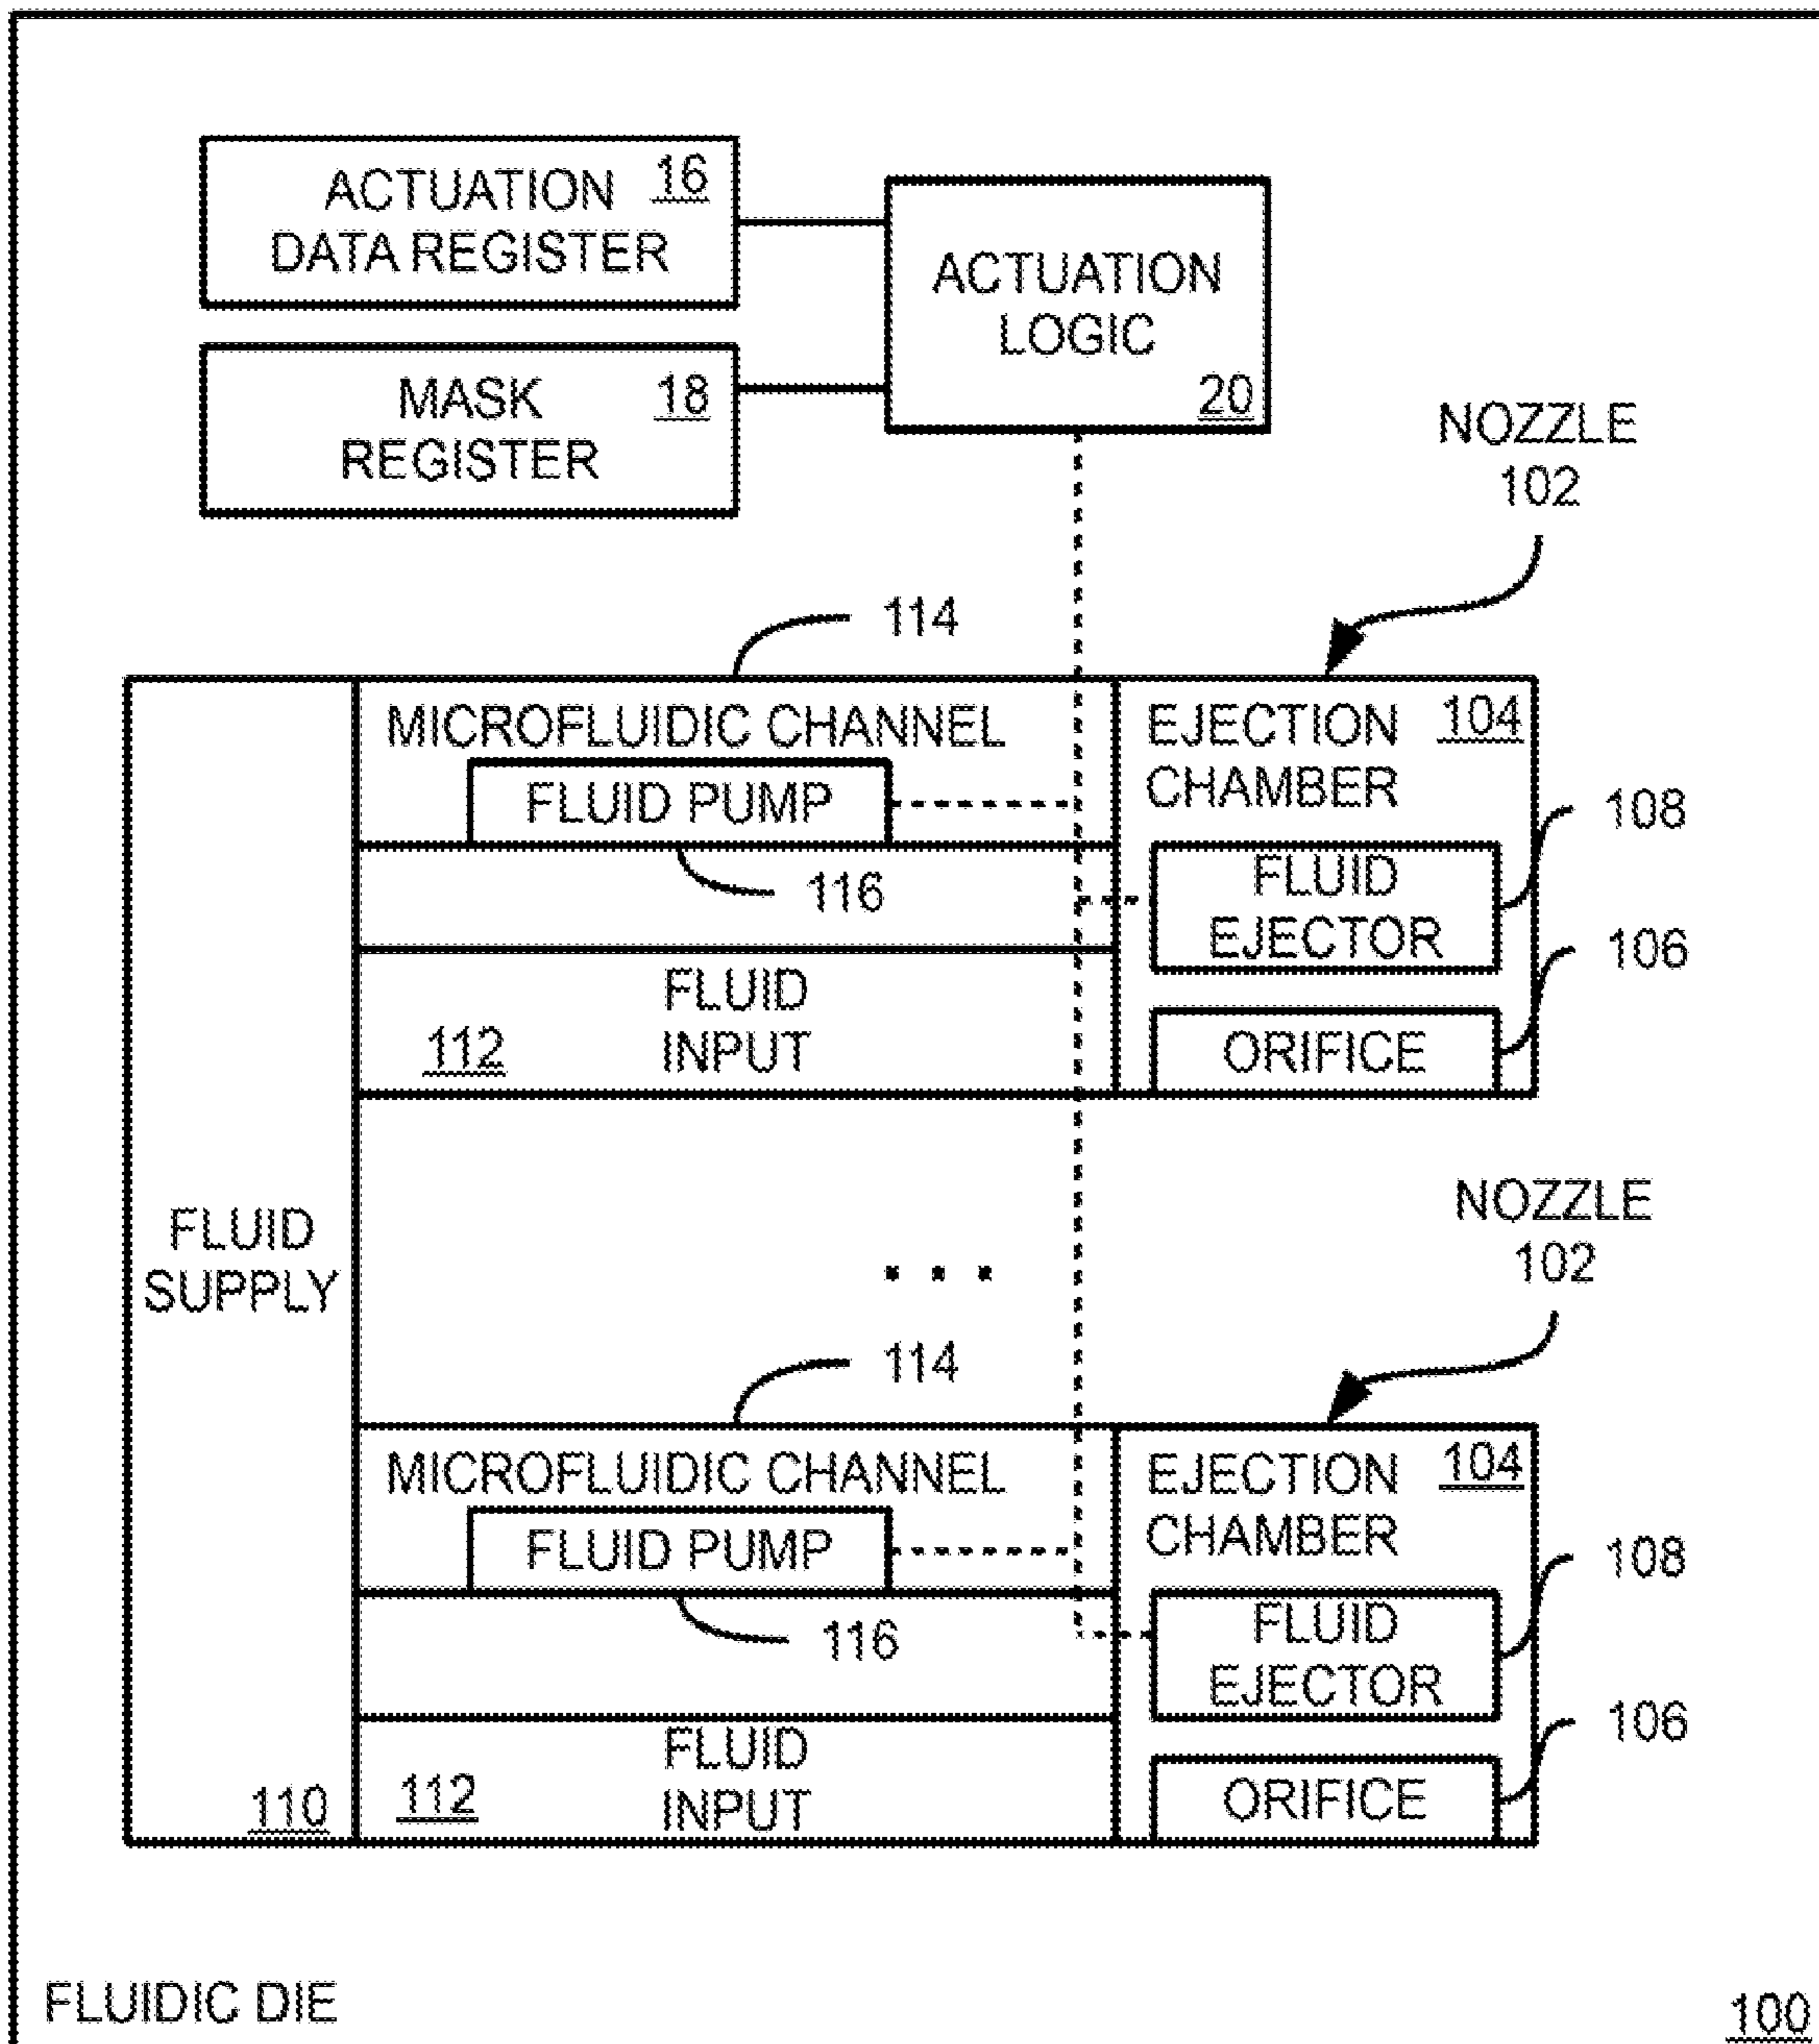 ACTUATION
DATA REGISTER
16
MASK
REGISTER
18
ACTUATION
LOGIC
20
NOZZLE
102
114
MICROFLUIDIC CHANNEL
FLUID PUMP
116
EJECTION
CHAMBER
104
108
FLUID
EJECTOR
106
FLUID
INPUT
112
ORIFICE
FLUID
SUPPLY
110
. . .
NOZZLE
102
114
MICROFLUIDIC CHANNEL
FLUID PUMP
116
EJECTION
CHAMBER
104
108
FLUID
EJECTOR
106
FLUID
INPUT
112
ORIFICE
FLUIDIC DIE
100